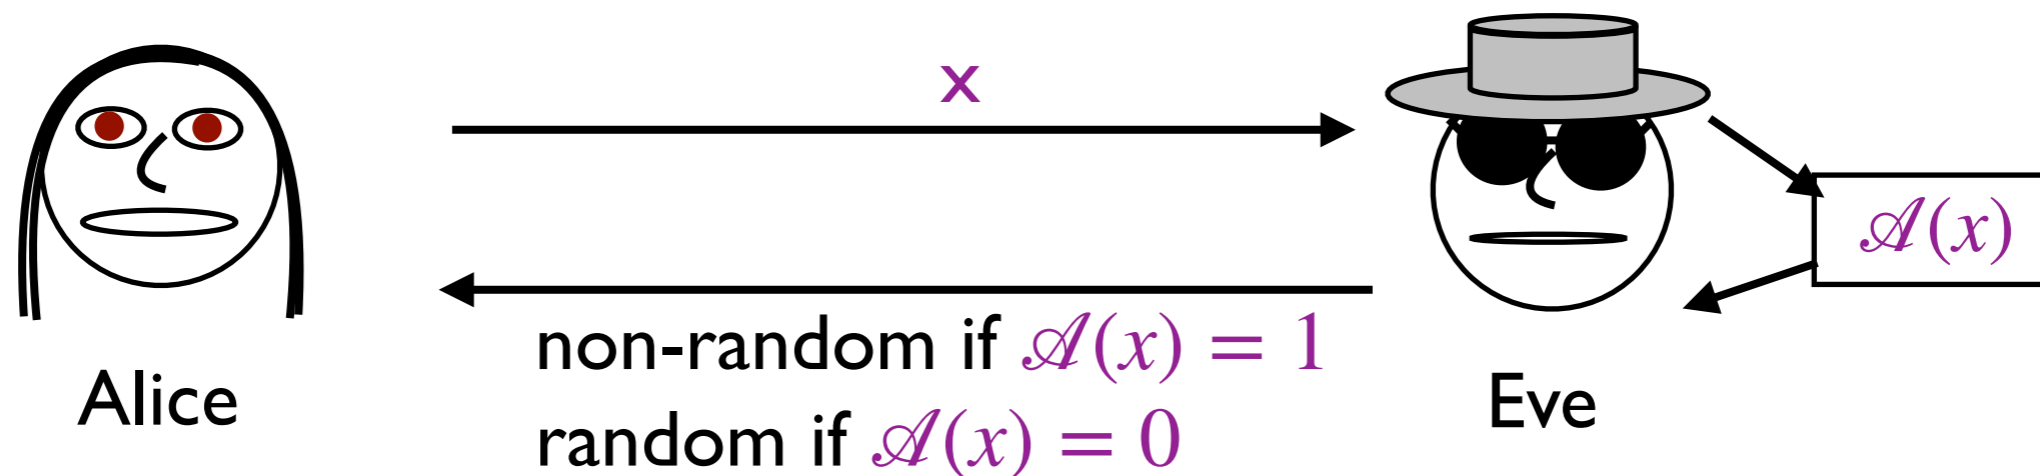 x
𝒜(x)
non-random if 𝒜(x) = 1
random if 𝒜(x) = 0
Alice
Eve